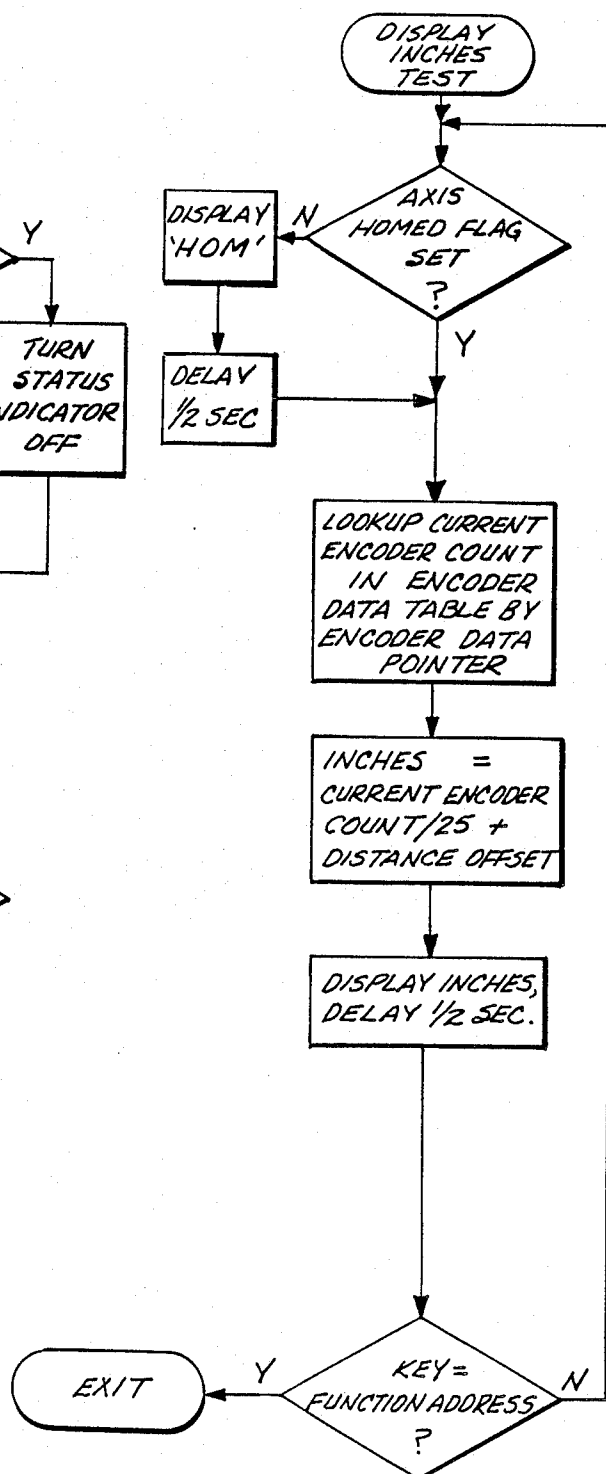 DISPLAY
INCHES
TEST
AXIS
HOMED FLAG
SET
?
N
Y
DISPLAY
'HOM'
DELAY
1/2 SEC
Y
TURN
STATUS
NDICATOR
OFF
LOOKUP CURRENT
ENCODER COUNT
IN ENCODER
DATA TABLE BY
ENCODER DATA
POINTER
INCHES =
CURRENT ENCODER
COUNT/25 +
DISTANCE OFFSET
DISPLAY INCHES,
DELAY 1/2 SEC.
KEY =
FUNCTION ADDRESS
?
Y
N
EXIT